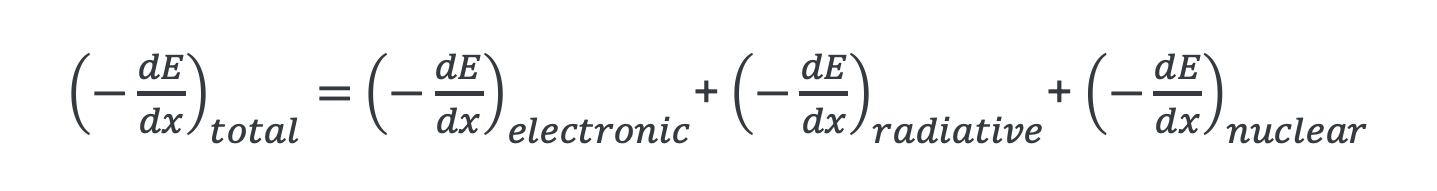 (− dE/dx)_total = (− dE/dx)_electronic + (− dE/dx)_radiative + (− dE/dx)_nuclear